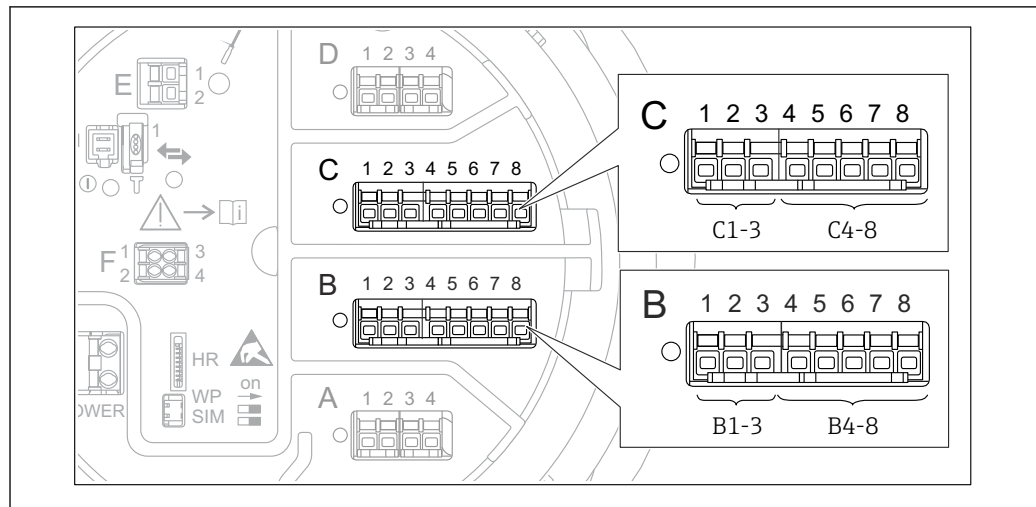 D 1 2 3 4
E 1
2
1
C 1 2 3 4 5 6 7 8
i
F 1 3
2 4
B 1 2 3 4 5 6 7 8
HR
WP on
SIM
OWER
A 1 2 3 4
C 1 2 3 4 5 6 7 8
C1-3 C4-8
B 1 2 3 4 5 6 7 8
B1-3 B4-8